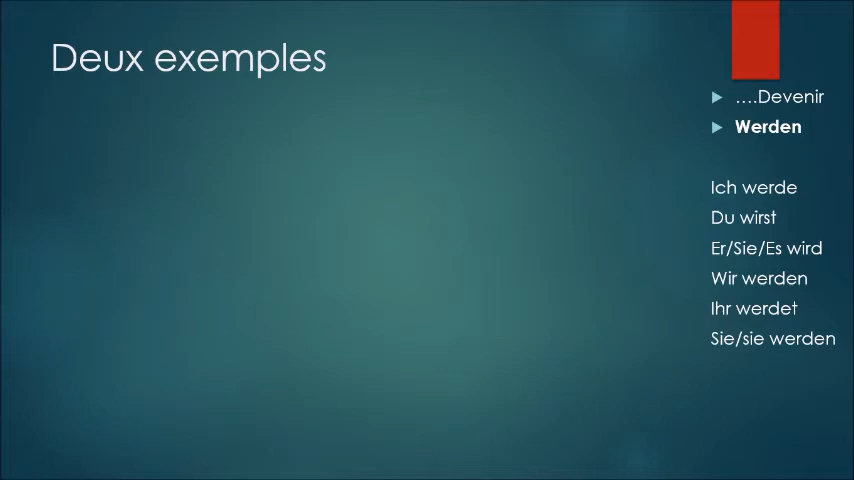 Deux exemples
....Devenir
Werden
Ich werde
Du wirst
Er/Sie/Es wird
Wir werden
Ihr werdet
Sie/sie werden